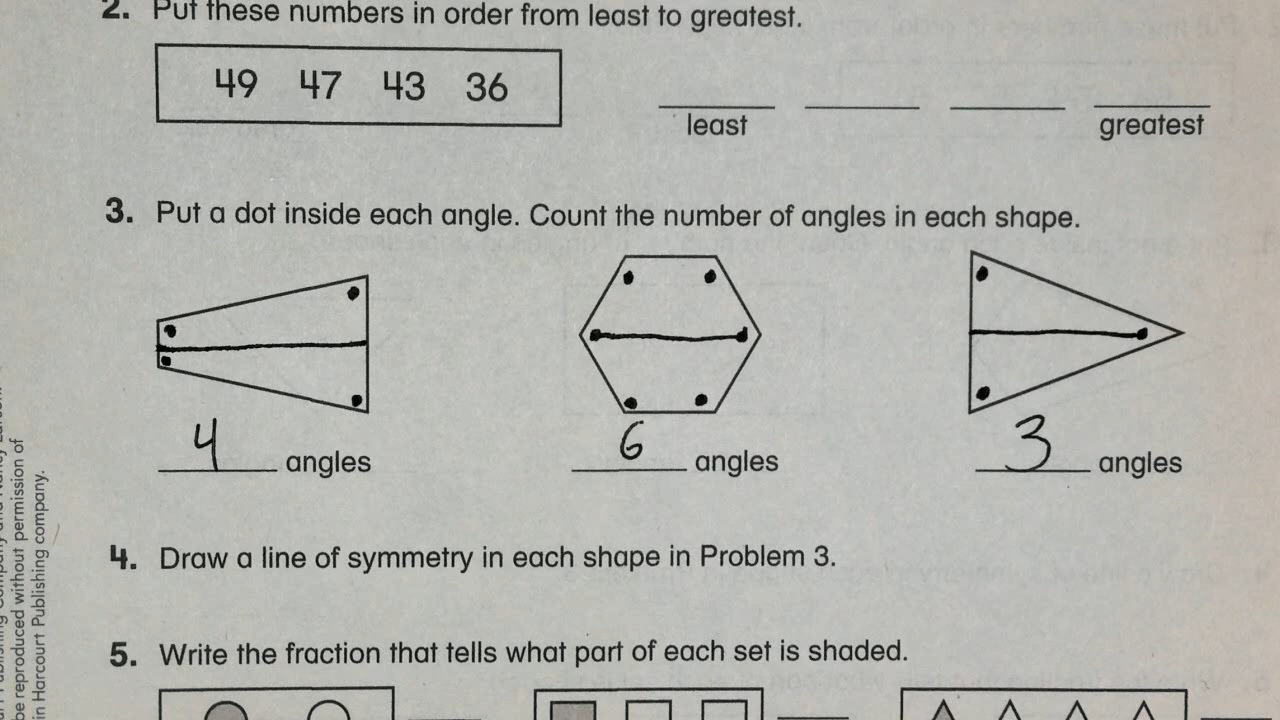 2. Put these numbers in order from least to greatest.
49 47 43 36
least greatest
3. Put a dot inside each angle. Count the number of angles in each shape.
4 angles 6 angles 3 angles
4. Draw a line of symmetry in each shape in Problem 3.
5. Write the fraction that tells what part of each set is shaded.
be reproduced without permission of
in Harcourt Publishing company.